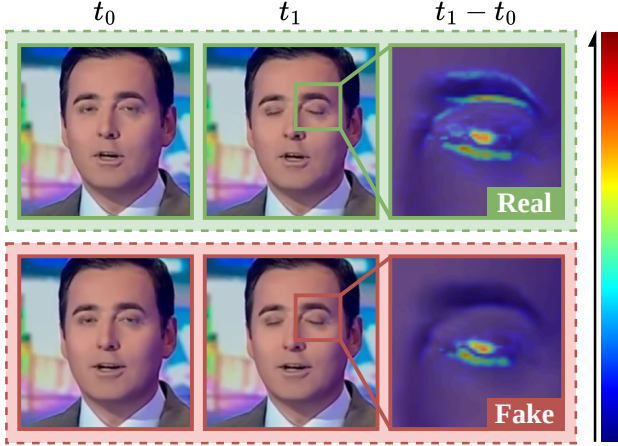 t₀ t₁ t₁ − t₀
Real
Fake